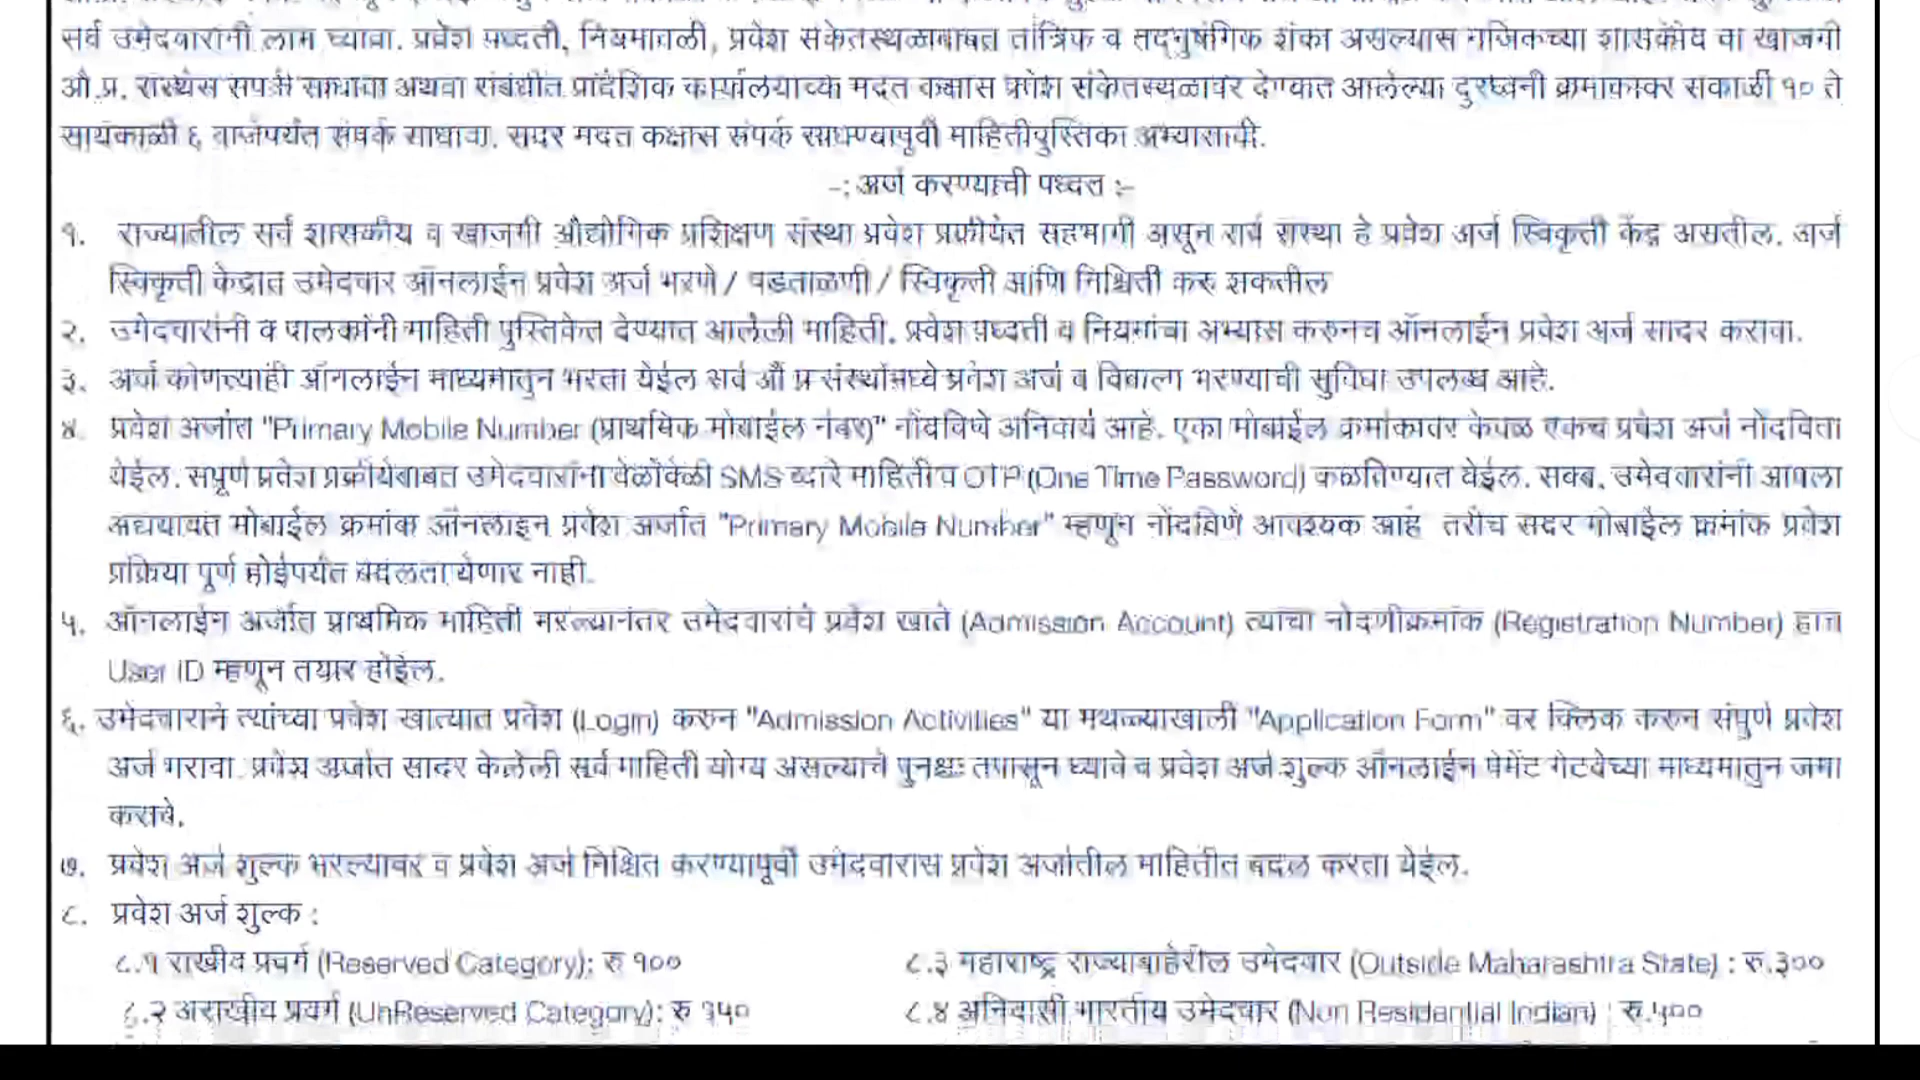 सर्व उमेदवारांनी लाभ घ्यावा. प्रवेश पध्दती, नियमावली, प्रवेश संकेतस्थळाबाबत तांत्रिक व तद्नुषंगिक शंका असल्यास नजिकच्या शासकीय वा खाजगी
औ.प्र. संस्थेस संपर्क साधावा अथवा संबंधीत प्रादेशिक कार्यालयाच्या मदत कक्षास प्रवेश संकेतस्थळावर देण्यात आलेल्या दुरध्वनी क्रमांकावर सकाळी १० ते
सायंकाळी ६ वाजेपर्यंत संपर्क साधावा. सदर मदत कक्षास संपर्क साधण्यापूर्वी माहितीपुस्तिका अभ्यासावी.
-: अर्ज करण्याची पध्दत :-
१. राज्यातील सर्व शासकीय व खाजगी औद्योगिक प्रशिक्षण संस्था प्रवेश प्रक्रीयेत सहभागी असून सर्व संस्था हे प्रवेश अर्ज स्विकृती केंद्र असतील. अर्ज
स्विकृती केंद्रात उमेदवार ऑनलाईन प्रवेश अर्ज भरणे / पडताळणी / स्विकृती आणि निश्चिती करु शकतील
२. उमेदवारांनी व पालकांनी माहिती पुस्तिकेत देण्यात आलेली माहिती, प्रवेश पध्दती व नियमांचा अभ्यास करुनच ऑनलाईन प्रवेश अर्ज सादर करावा.
३. अर्ज कोणत्याही ऑनलाईन माध्यमातुन भरता येईल सर्व औ प्र संस्थांमध्ये प्रवेश अर्ज व विकल्प भरण्याची सुविधा उपलब्ध आहे.
४. प्रवेश अर्जात "Primary Mobile Number (प्राथमिक मोबाईल नंबर)" नोंदविणे अनिवार्य आहे. एका मोबाईल क्रमांकावर केवळ एकच प्रवेश अर्ज नोंदविता
येईल. संपूर्ण प्रवेश प्रक्रीयेबाबत उमेदवारांना वेळोवेळी SMS व्दारे माहिती व OTP (One Time Password) कळविण्यात येईल. सबब, उमेदवारांनी आपला
अद्ययावत मोबाईल क्रमांक ऑनलाइन प्रवेश अर्जात "Primary Mobile Number" म्हणून नोंदविणे आवश्यक आहे तसेच सदर मोबाईल क्रमांक प्रवेश
प्रक्रिया पूर्ण होईपर्यंत बदलता येणार नाही.
५. ऑनलाईन अर्जात प्राथमिक माहिती भरल्यानंतर उमेदवारांचे प्रवेश खाते (Admission Account) त्यांचा नोंदणीक्रमांक (Registration Number) हाच
User ID म्हणून तयार होईल.
६. उमेदवाराने त्यांच्या प्रवेश खात्यात प्रवेश (Login) करुन "Admission Activities" या मथळ्याखाली "Application Form" वर क्लिक करुन संपुर्ण प्रवेश
अर्ज भरावा. प्रवेश अर्जात सादर केलेली सर्व माहिती योग्य असल्याचे पुनश्चः तपासून घ्यावे व प्रवेश अर्ज शुल्क ऑनलाईन पेमेंट गेटवेच्या माध्यमातुन जमा
करावे.
७. प्रवेश अर्ज शुल्क भरल्यावर व प्रवेश अर्ज निश्चित करण्यापूर्वी उमेदवारास प्रवेश अर्जातील माहितीत बदल करता येईल.
८. प्रवेश अर्ज शुल्क :
८.१ राखीव प्रवर्ग (Reserved Category): रु १०० ८.३ महाराष्ट्र राज्याबाहेरील उमेदवार (Outside Maharashtra State) : रु.३००
८.२ अराखीव प्रवर्ग (UnReserved Category): रु १५० ८.४ अनिवासी भारतीय उमेदवार (Non Residential Indian) : रु.५००